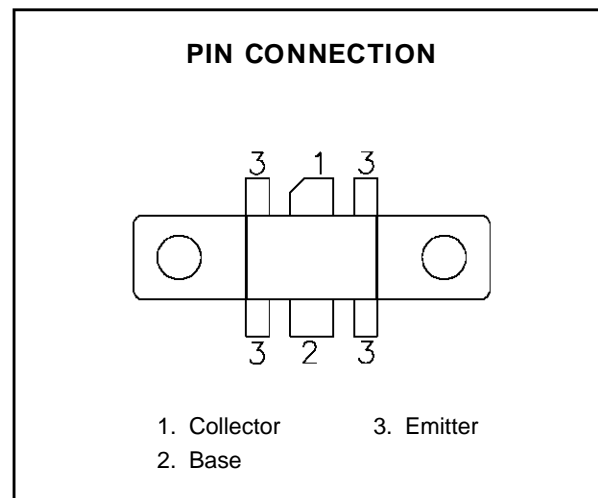 PIN CONNECTION
3 1 3
3 2 3
1. Collector 3. Emitter
2. Base